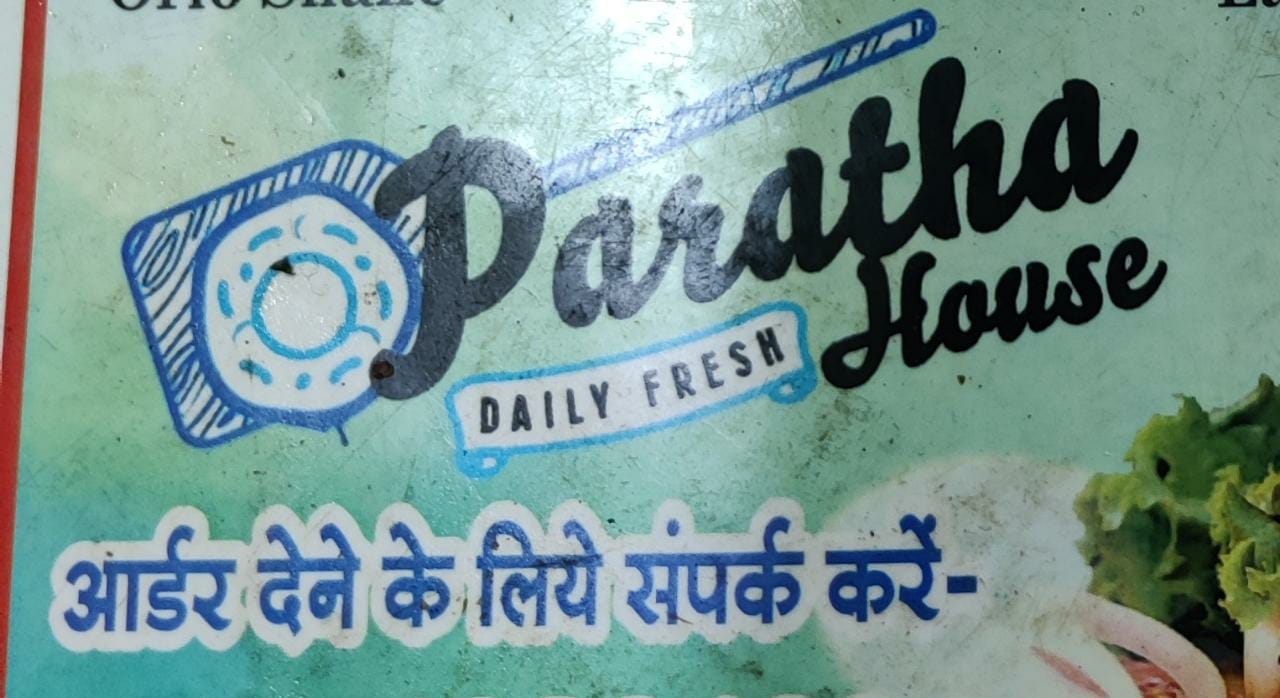 Paratha
House
DAILY FRESH
आर्डर देने के लिये संपर्क करें-